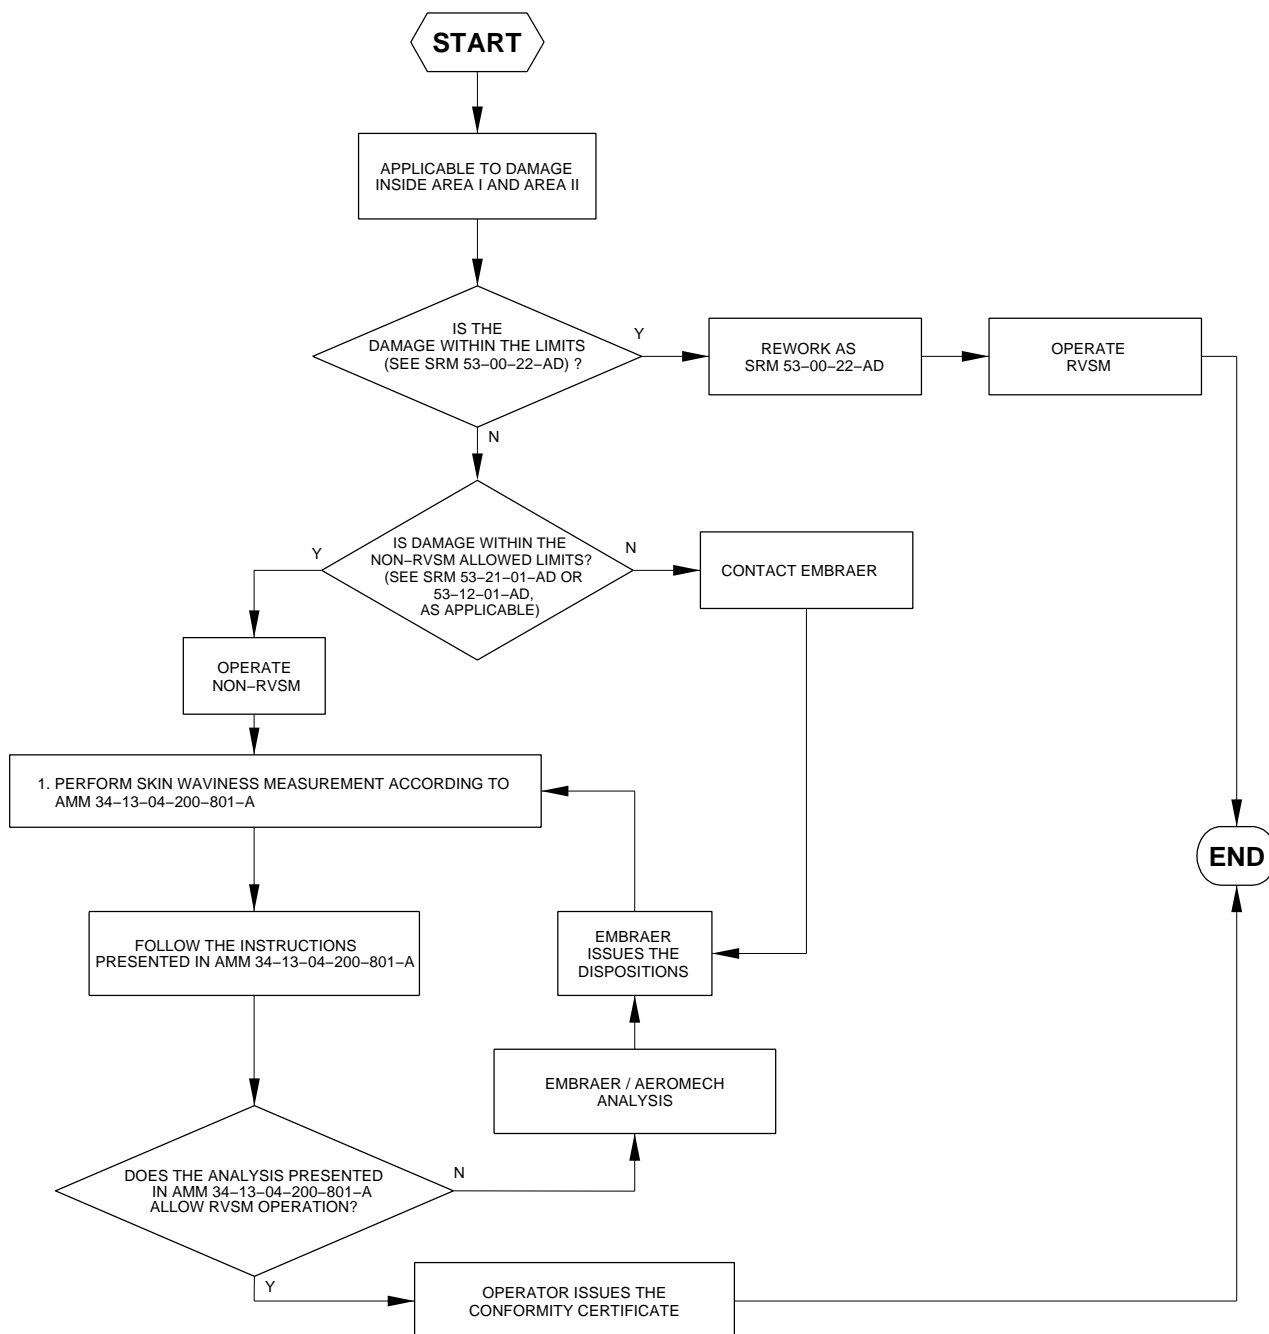 START
APPLICABLE TO DAMAGE
INSIDE AREA I AND AREA II
IS THE
DAMAGE WITHIN THE LIMITS
(SEE SRM 53–00–22–AD) ?
Y
REWORK AS
SRM 53–00–22–AD
OPERATE
RVSM
N
IS DAMAGE WITHIN THE
NON–RVSM ALLOWED LIMITS?
(SEE SRM 53–21–01–AD OR
53–12–01–AD,
AS APPLICABLE)
Y
N
CONTACT EMBRAER
OPERATE
NON–RVSM
1. PERFORM SKIN WAVINESS MEASUREMENT ACCORDING TO
AMM 34–13–04–200–801–A
END
FOLLOW THE INSTRUCTIONS
PRESENTED IN AMM 34–13–04–200–801–A
EMBRAER
ISSUES THE
DISPOSITIONS
EMBRAER / AEROMECH
ANALYSIS
DOES THE ANALYSIS PRESENTED
IN AMM 34–13–04–200–801–A
ALLOW RVSM OPERATION?
N
Y
OPERATOR ISSUES THE
CONFORMITY CERTIFICATE